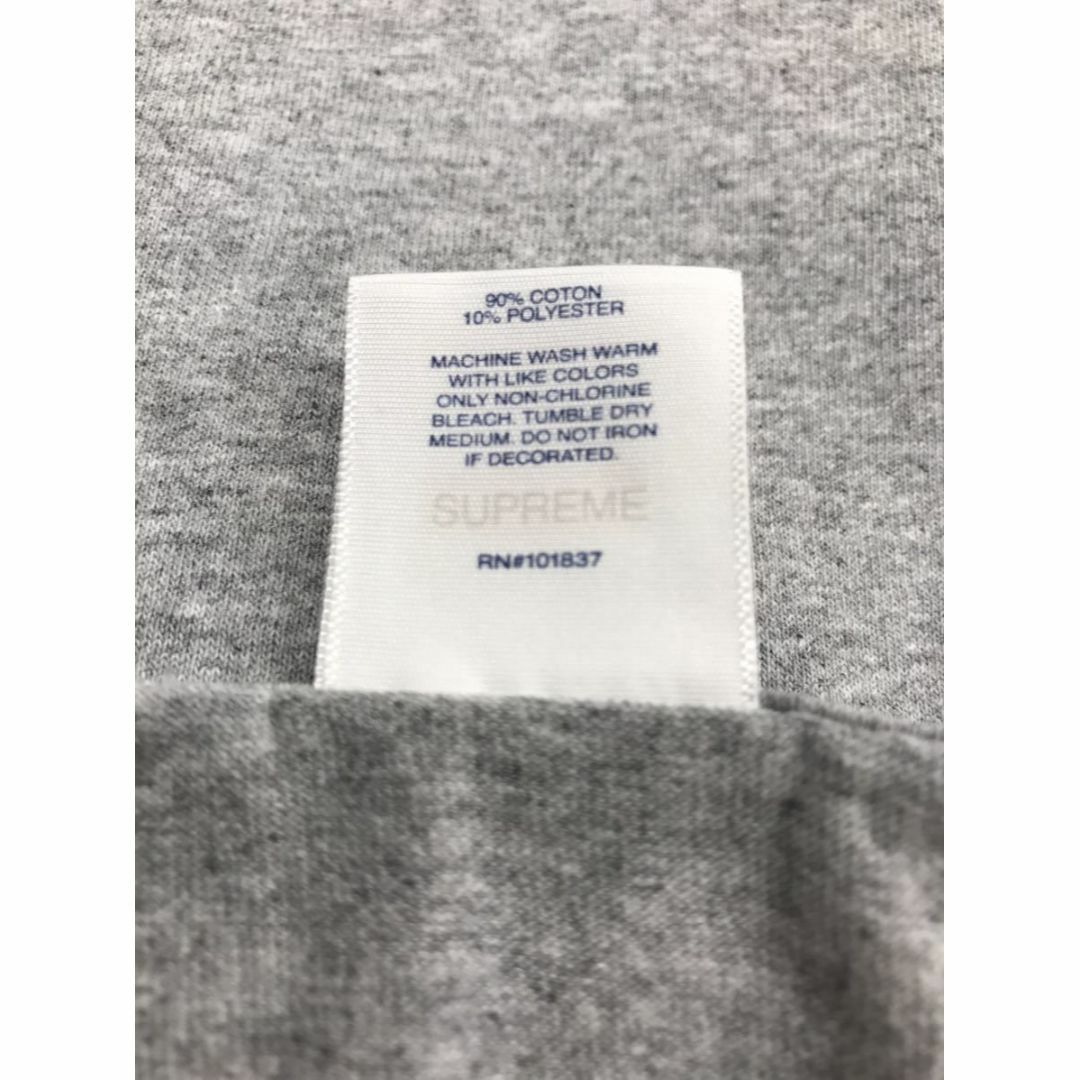 90% COTON
10% POLYESTER
MACHINE WASH WARM
WITH LIKE COLORS
ONLY NON-CHLORINE
BLEACH. TUMBLE DRY
MEDIUM. DO NOT IRON
IF DECORATED.
SUPREME
RN#101837